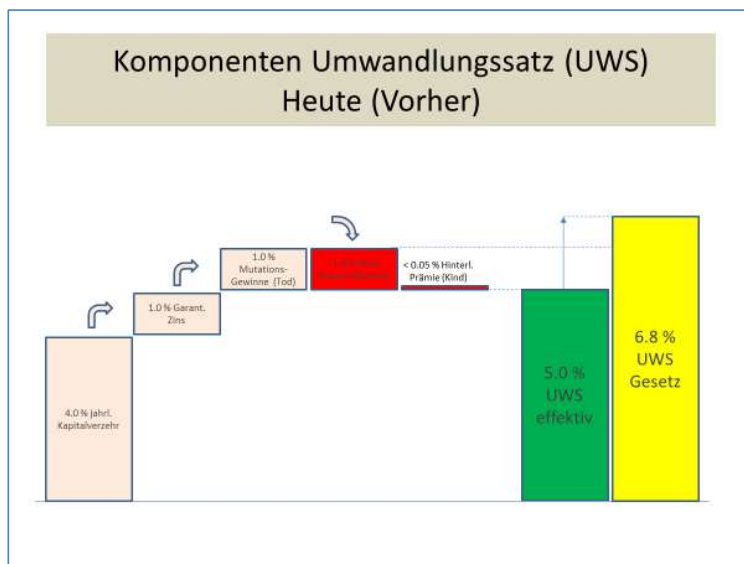 Komponenten Umwandlungssatz (UWS)
Heute (Vorher)
1.0 %
Mutations-
Gewinne (Tod)
< 0.05 % Hinterl.
Prämie (Kind)
1.0 % Garant.
Zins
4.0 % jährl.
Kapitalverzehr
5.0 %
UWS
effektiv
6.8 %
UWS
Gesetz